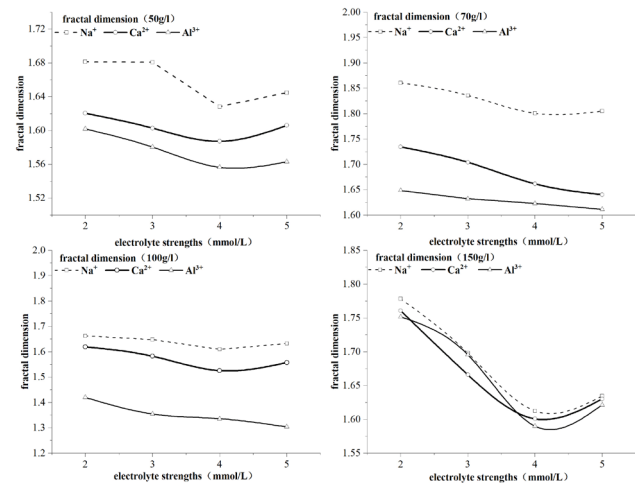 fractal dimension (50g/l)
Na⁺ Ca²⁺ Al³⁺
fractal dimension
1.72
1.68
1.64
1.60
1.56
1.52
2 3 4 5
electrolyte strengths（mmol/L）
fractal dimension（70g/l）
Na⁺ Ca²⁺ Al³⁺
fractal dimension
2.00
1.95
1.90
1.85
1.80
1.75
1.70
1.65
1.60
2 3 4 5
electrolyte strengths（mmol/L）
fractal dimension（100g/l）
Na⁺ Ca²⁺ Al³⁺
fractal dimension
2.0
1.9
1.8
1.7
1.6
1.5
1.4
1.3
1.2
2 3 4 5
electrolyte strengths（mmol/L）
fractal dimension（150g/l）
Na⁺ Ca²⁺ Al³⁺
fractal dimension
1.85
1.80
1.75
1.70
1.65
1.60
1.55
2 3 4 5
electrolyte strengths（mmol/L）